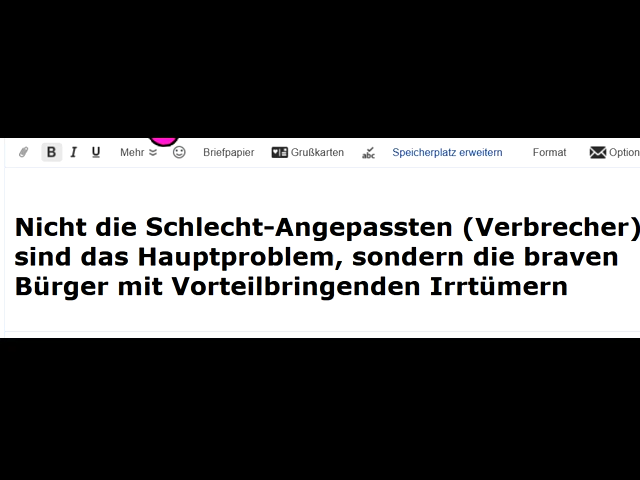 B I U Mehr Briefpapier Grußkarten abc Speicherplatz erweitern Format Option
Nicht die Schlecht-Angepassten (Verbrecher)
sind das Hauptproblem, sondern die braven
Bürger mit Vorteilbringenden Irrtümern